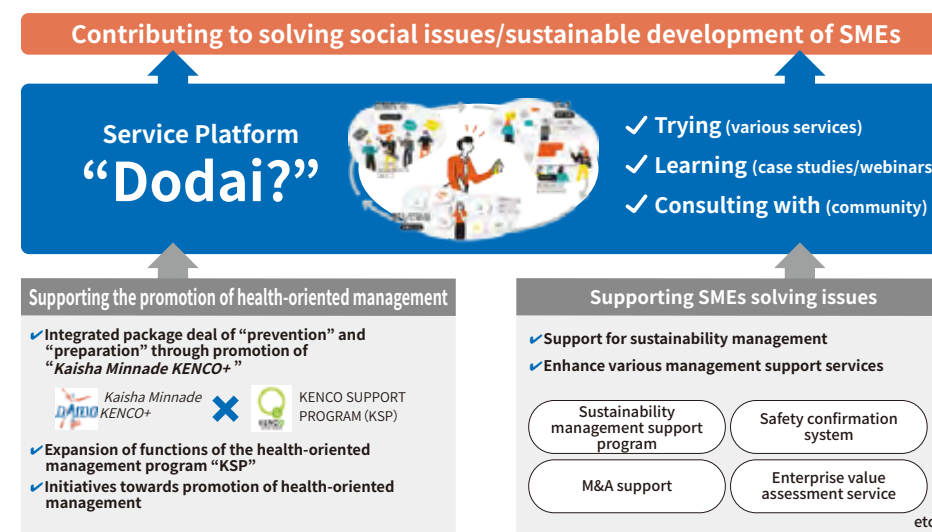 Contributing to solving social issues/sustainable development of SMEs
Service Platform
“Dodai?”
✓ Trying (various services)
✓ Learning (case studies/webinars
✓ Consulting with (community)
Supporting the promotion of health-oriented management
✔Integrated package deal of “prevention” and
“preparation” through promotion of
“Kaisha Minnade KENCO+ ”
DAIDO
Kaisha Minnade
KENCO+
KENCO SUPPORT
PROGRAM (KSP)
✔Expansion of functions of the health-oriented
management program “KSP”
✔Initiatives towards promotion of health-oriented
management
Supporting SMEs solving issues
✔Support for sustainability management
✔Enhance various management support services
Sustainability
management support
program
Safety confirmation
system
M&A support
Enterprise value
assessment service
etc